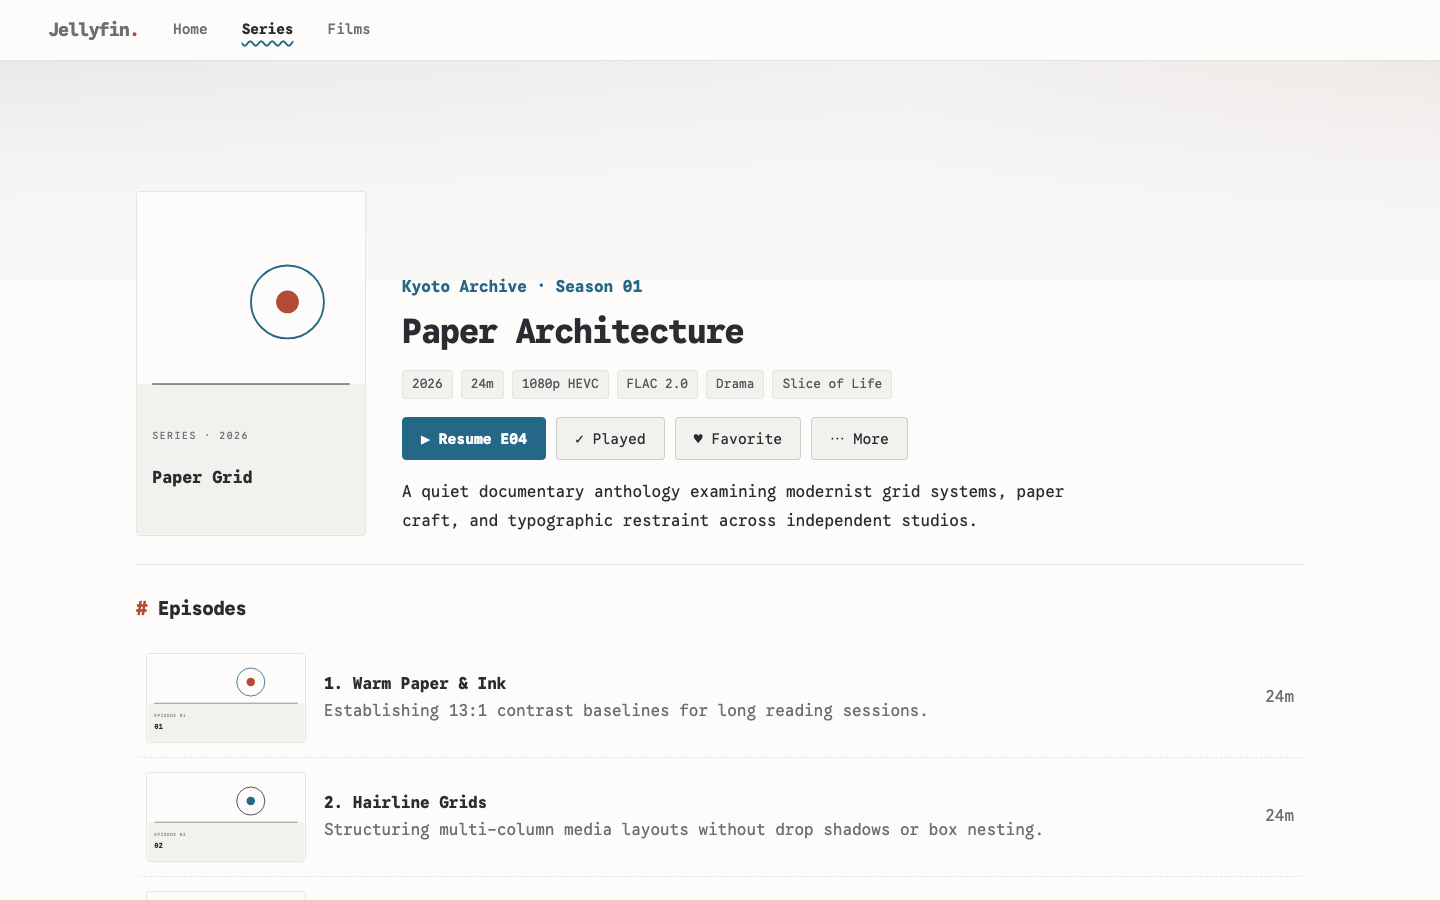 Jellyfin.
Home
Series
Films
Kyoto Archive · Season 01
Paper Architecture
2026
24m
1080p HEVC
FLAC 2.0
Drama
Slice of Life
▶ Resume E04
✓ Played
♥ Favorite
··· More
A quiet documentary anthology examining modernist grid systems, paper
craft, and typographic restraint across independent studios.
SERIES · 2026
Paper Grid
# Episodes
EPISODE 01
01
1. Warm Paper & Ink
Establishing 13:1 contrast baselines for long reading sessions.
24m
EPISODE 02
02
2. Hairline Grids
Structuring multi-column media layouts without drop shadows or box nesting.
24m